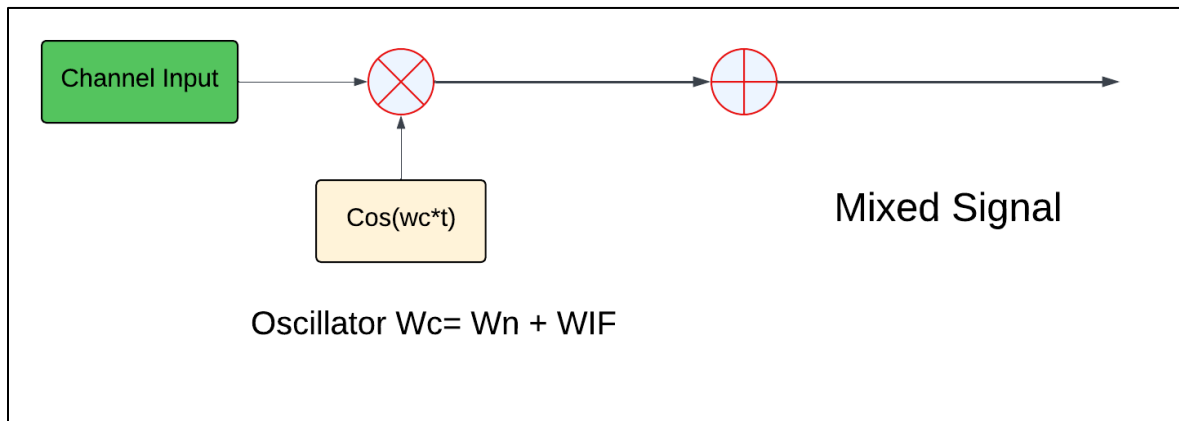 Channel Input
Cos(wc*t)
Mixed Signal
Oscillator Wc= Wn + WIF